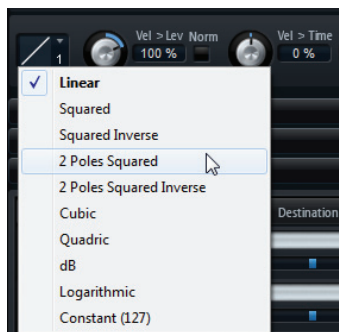 Vel > Lev Norm Vel > Time
1 100 % 0 %
Linear
Squared
Squared Inverse
2 Poles Squared
2 Poles Squared Inverse
Cubic
Destination
Quadric
dB
Logarithmic
Constant (127)